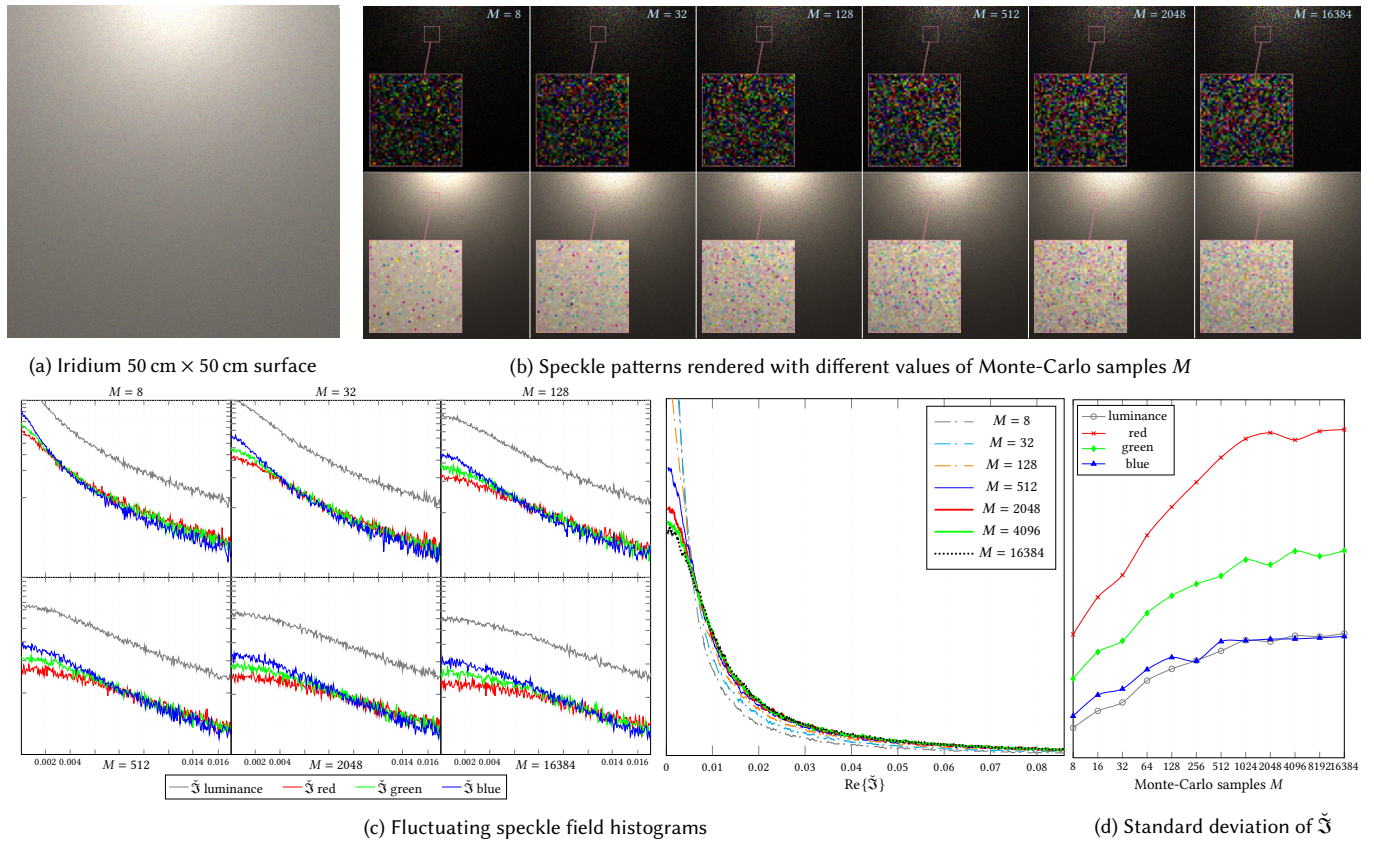 M = 8
M = 32
M = 128
M = 512
M = 2048
M = 16384
(a) Iridium 50 cm × 50 cm surface
(b) Speckle patterns rendered with different values of Monte-Carlo samples M
M = 8
M = 32
M = 128
0.002 0.004
0.014 0.016
0.002 0.004
0.014 0.016
0.002 0.004
0.014 0.016
M = 512
M = 2048
M = 16384
ℑ̌ luminance
ℑ̌ red
ℑ̌ green
ℑ̌ blue
M = 8
M = 32
M = 128
M = 512
M = 2048
M = 4096
M = 16384
0 0.01 0.02 0.03 0.04 0.05 0.06 0.07 0.08
Re{ℑ̌}
luminance
red
green
blue
8 16 32 64 128 256 512 1024 2048 4096 8192 16384
Monte-Carlo samples M
(c) Fluctuating speckle field histograms
(d) Standard deviation of ℑ̌